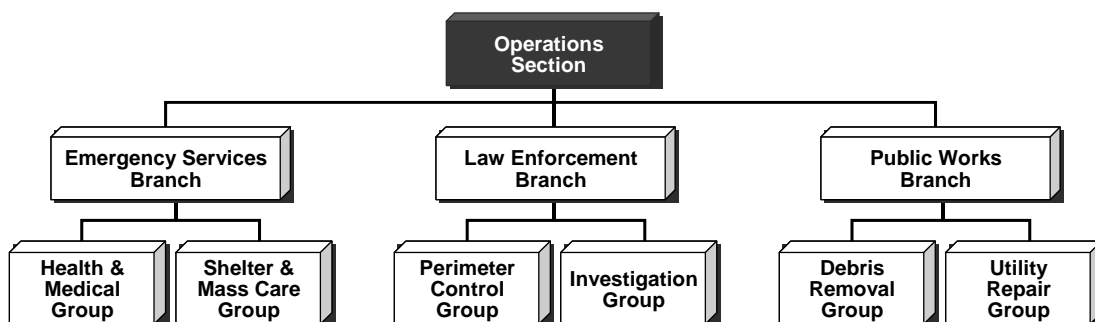 Operations
Section
Emergency Services
Branch
Law Enforcement
Branch
Public Works
Branch
Health &
Medical
Group
Shelter &
Mass Care
Group
Perimeter
Control
Group
Investigation
Group
Debris
Removal
Group
Utility
Repair
Group